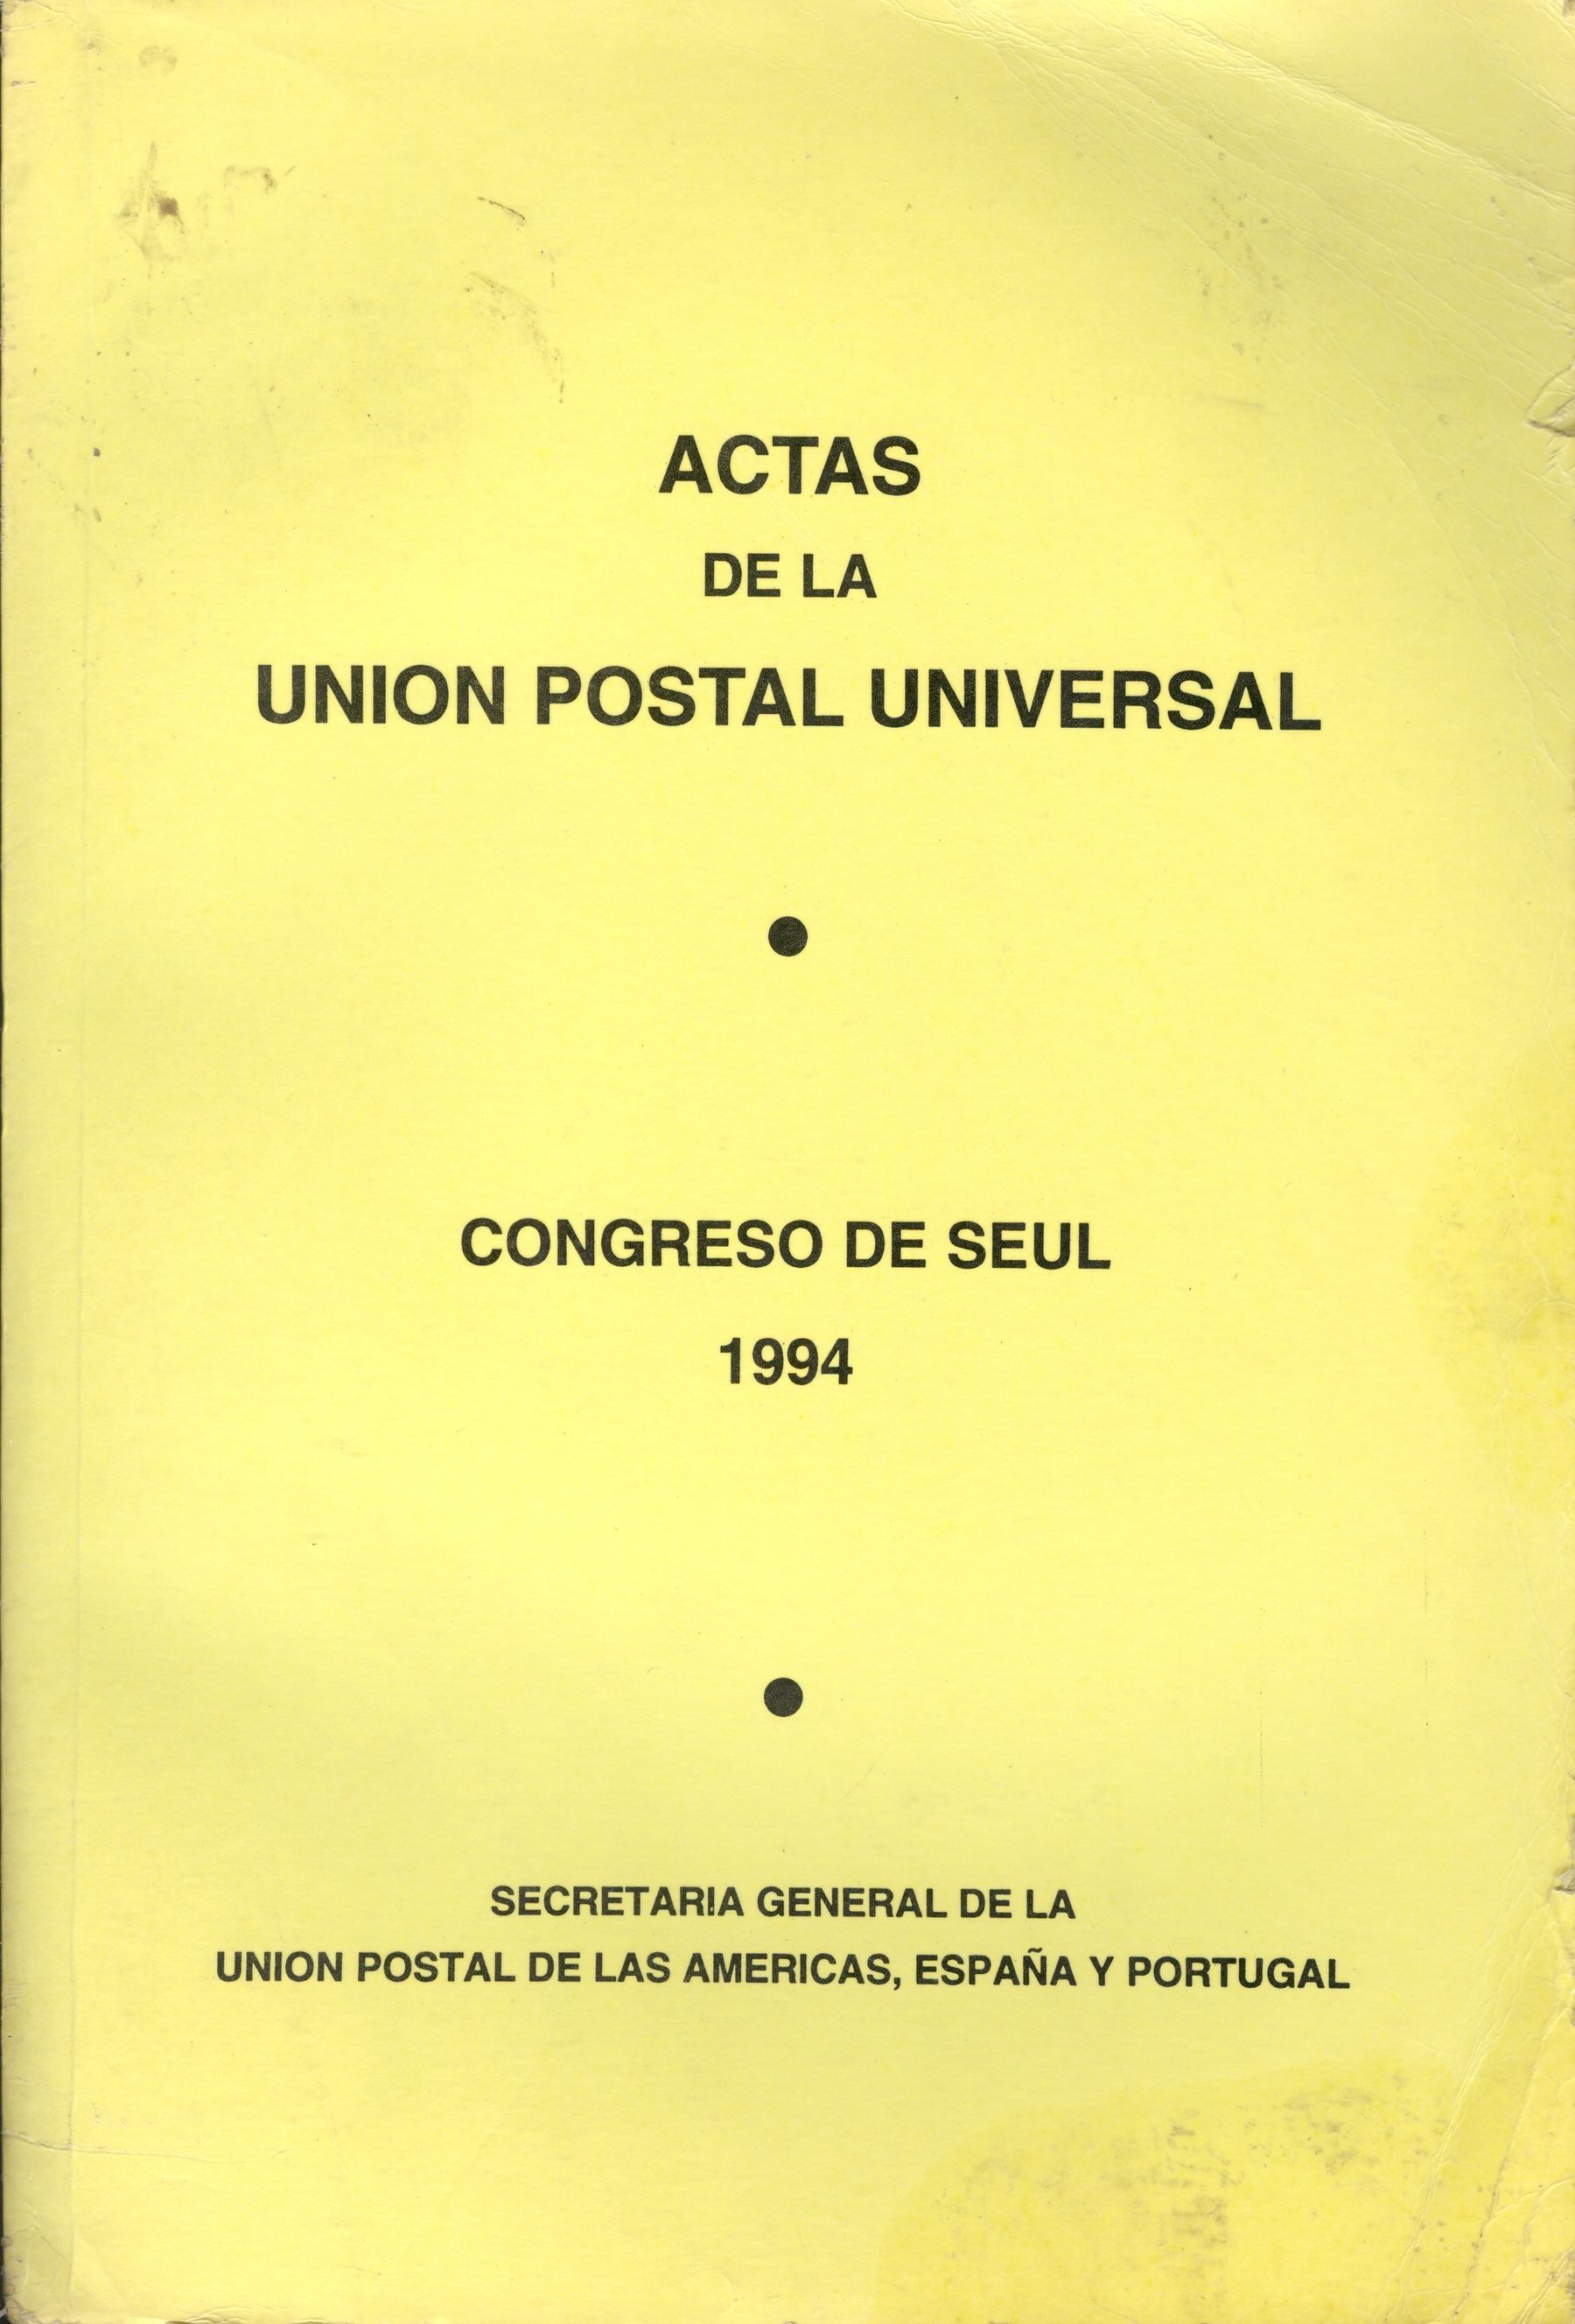 ACTAS
DE LA
UNION POSTAL UNIVERSAL
CONGRESO DE SEUL
1994
SECRETARIA GENERAL DE LA
UNION POSTAL DE LAS AMERICAS, ESPAÑA Y PORTUGAL